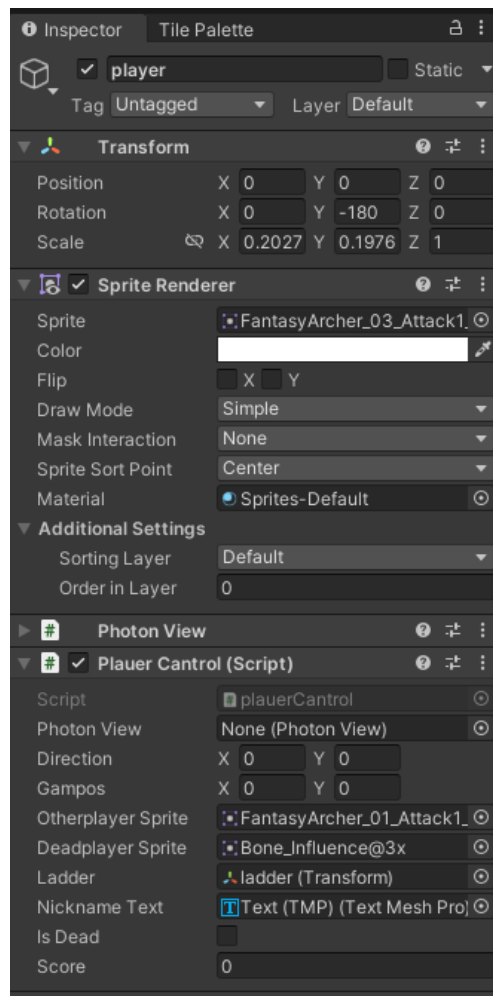 Inspector Tile Palette
player Static
Tag Untagged Layer Default
Transform
Position X 0 Y 0 Z 0
Rotation X 0 Y -180 Z 0
Scale X 0.2027 Y 0.1976 Z 1
Sprite Renderer
Sprite FantasyArcher_03_Attack1_
Color
Flip X Y
Draw Mode Simple
Mask Interaction None
Sprite Sort Point Center
Material Sprites-Default
Additional Settings
Sorting Layer Default
Order in Layer 0
# Photon View
# Plauer Cantrol (Script)
Script # plauerCantrol
Photon View None (Photon View)
Direction X 0 Y 0
Gampos X 0 Y 0
Otherplayer Sprite FantasyArcher_01_Attack1_
Deadplayer Sprite Bone_Influence@3x
Ladder ladder (Transform)
Nickname Text T Text (TMP) (Text Mesh Pro)
Is Dead
Score 0